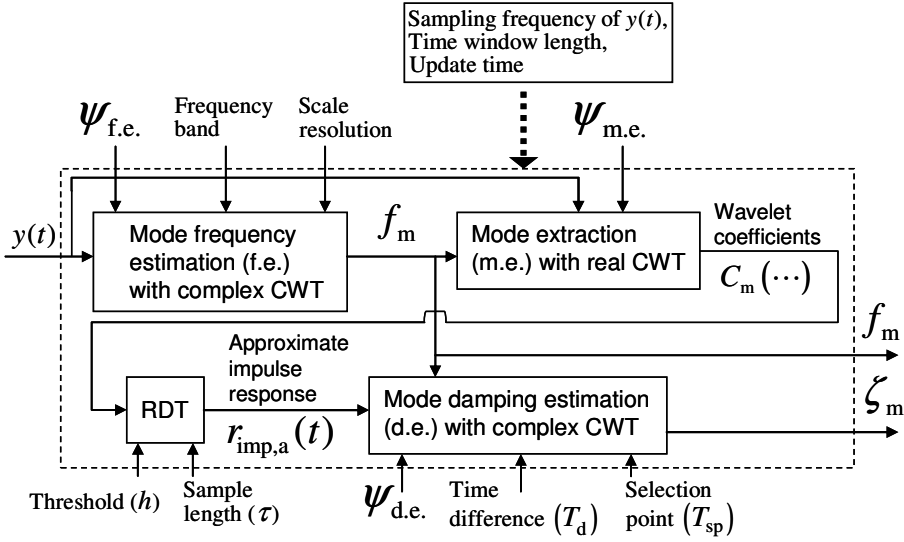 Sampling frequency of y(t),
Time window length,
Update time
ψf.e.
Frequency
band
Scale
resolution
ψm.e.
y(t)
Mode frequency
estimation (f.e.)
with complex CWT
fm
Mode extraction
(m.e.) with real CWT
Wavelet
coefficients
Cm(⋯)
fm
Approximate
impulse
response
rimp,a(t)
RDT
Mode damping estimation
(d.e.) with complex CWT
ζm
Threshold (h)
Sample
length (τ)
ψd.e.
Time
difference (Td)
Selection
point (Tsp)